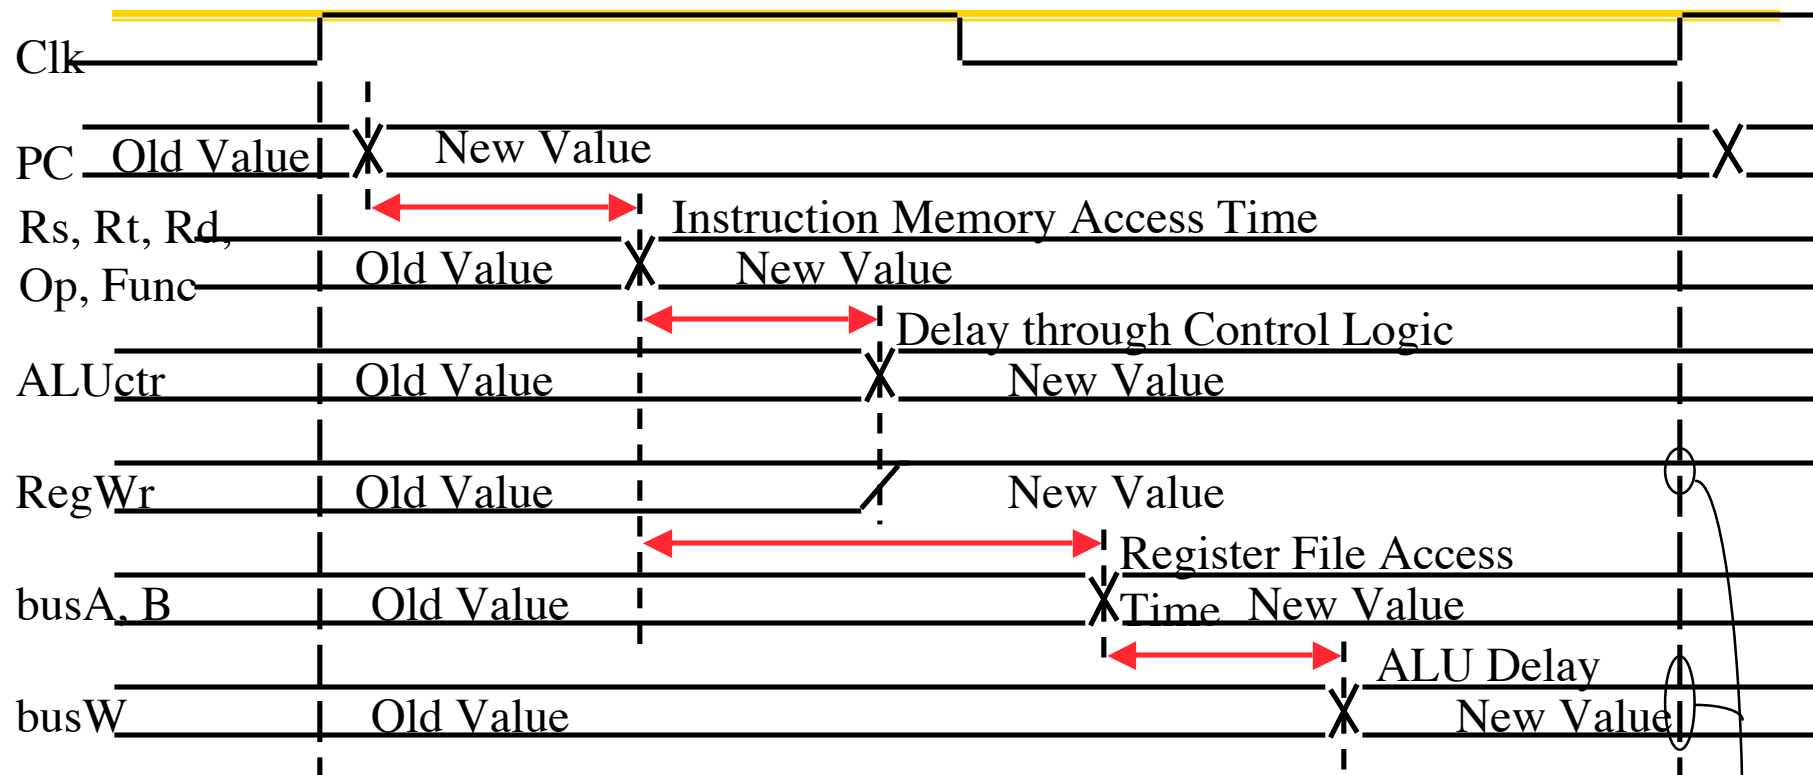 Clk
PC Old Value New Value
Rs, Rt, Rd, Instruction Memory Access Time
Op, Func Old Value New Value
Delay through Control Logic
ALUctr Old Value New Value
RegWr Old Value New Value
Register File Access
busA, B Old Value Time New Value
ALU Delay
busW Old Value New Value